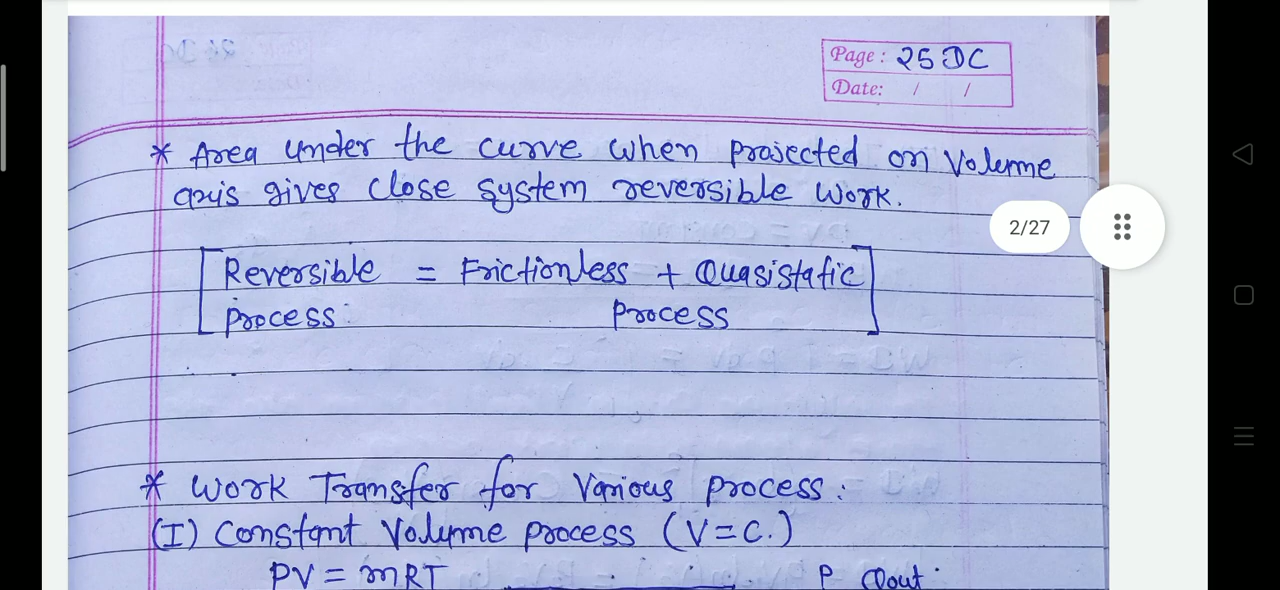 Page: 25 DC
Date: / /
* Area under the curve when projected on volume
axis gives close system reversible work.
2/27
[Reversible = Frictionless + Quasistatic]
process process
* Work Transfer for Various process:
(I) Constant Volume process (V=C.)
PV = mRT P Qout